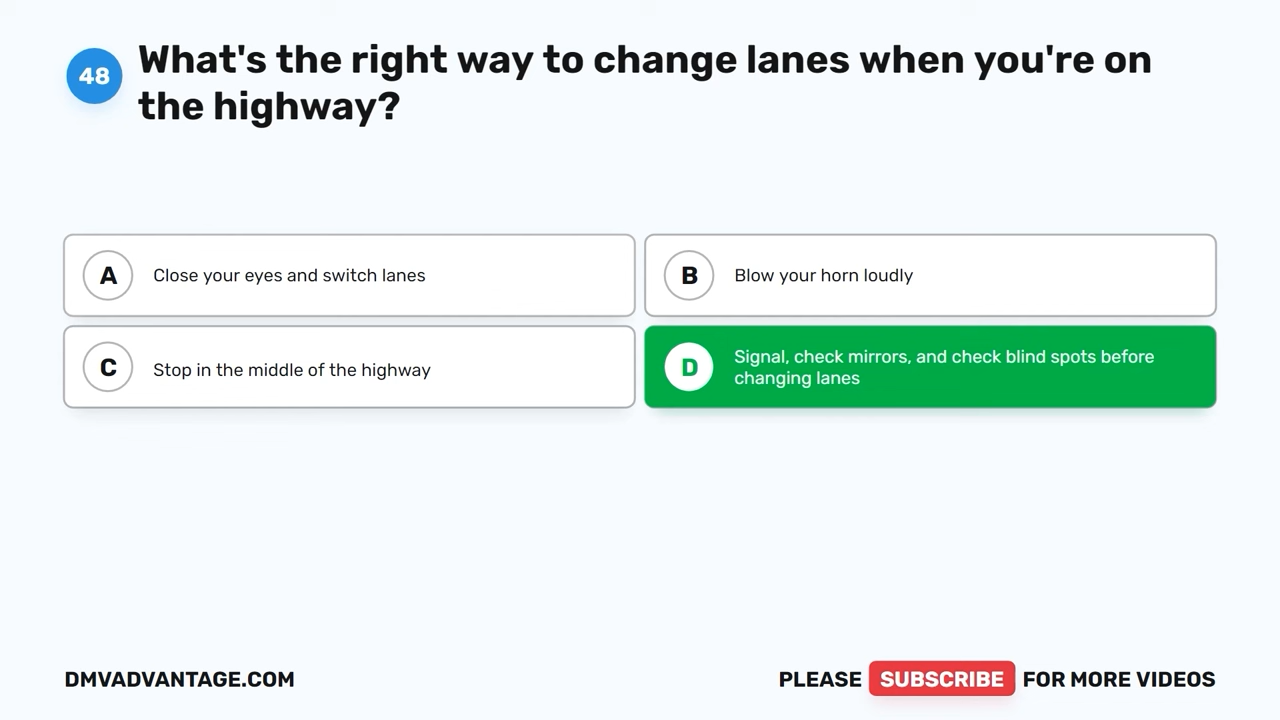 48
What's the right way to change lanes when you're on
the highway?
A
Close your eyes and switch lanes
B
Blow your horn loudly
C
Stop in the middle of the highway
D
Signal, check mirrors, and check blind spots before
changing lanes
DMVADVANTAGE.COM
PLEASE SUBSCRIBE FOR MORE VIDEOS